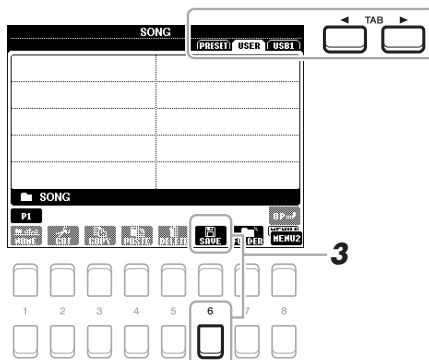 SONG
PRESET USER USB1
◄ TAB ►
SONG
P1
UP
NAME CUT COPY PASTE DELETE SAVE FOLDER MENU2
3
1 2 3 4 5 6 7 8